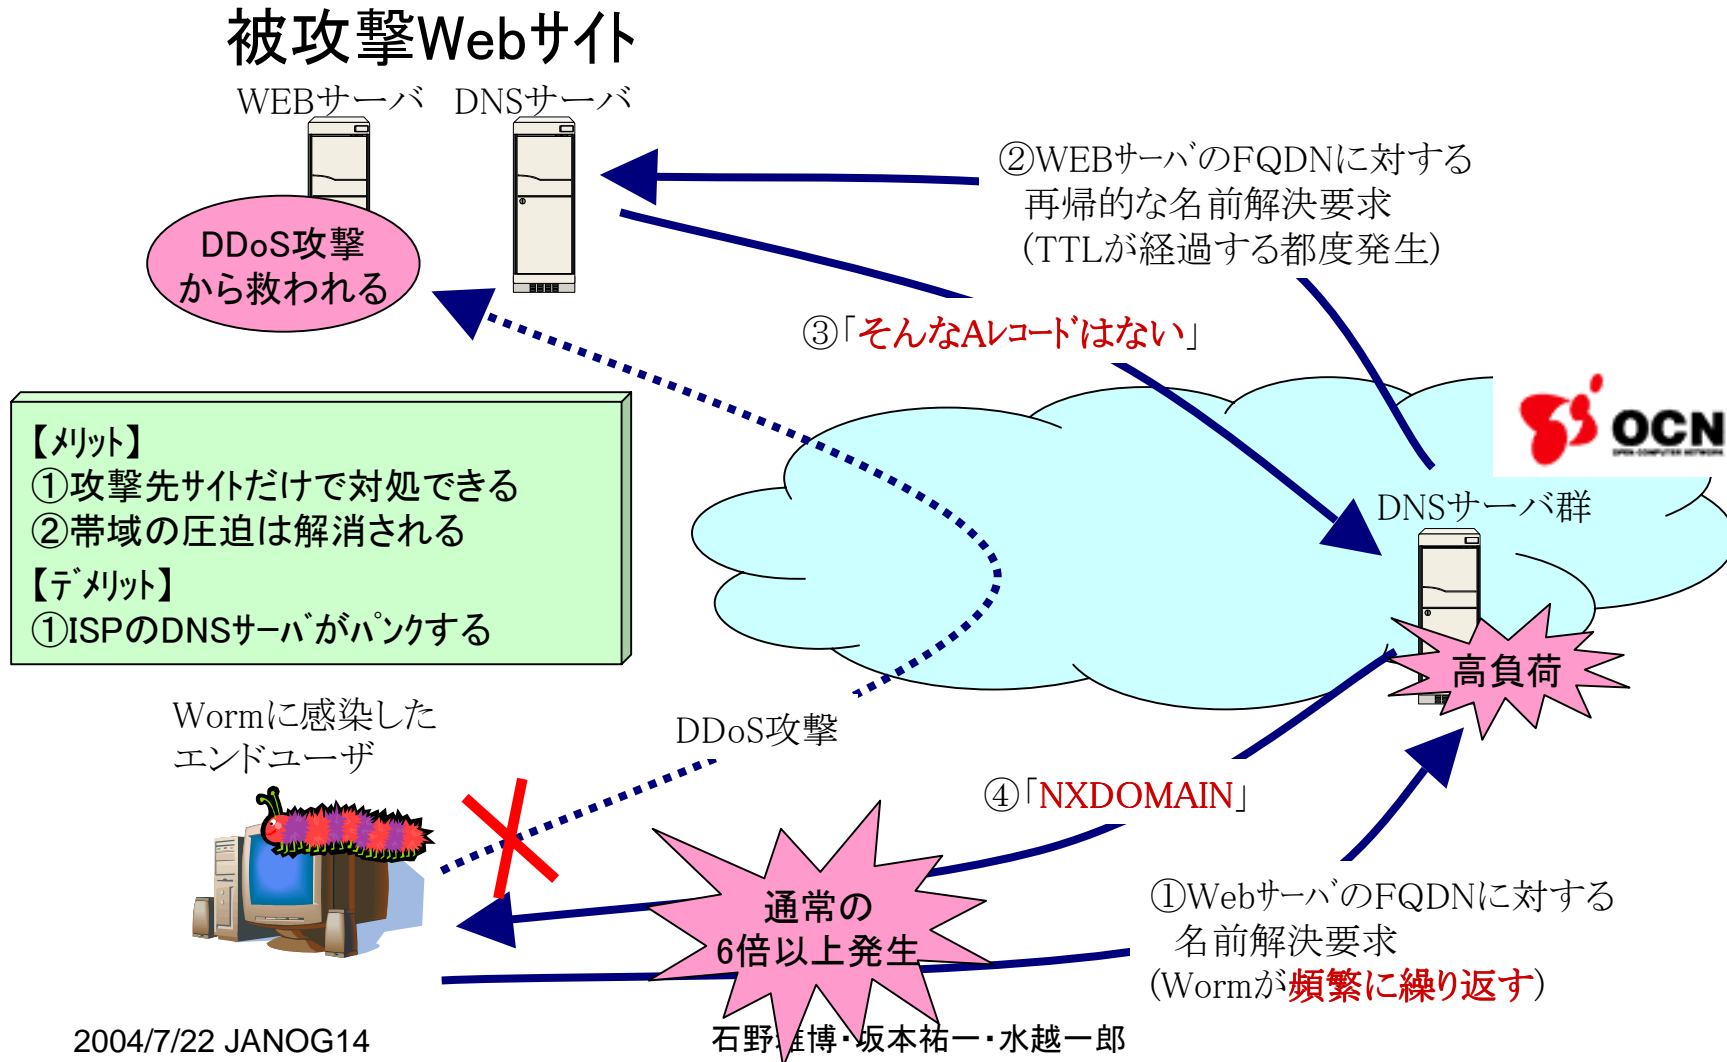 被攻撃Webサイト
WEBサーバ DNSサーバ
②WEBｻｰﾊﾞのFQDNに対する
再帰的な名前解決要求
(TTLが経過する都度発生)
DDoS攻撃
から救われる
③「そんなAﾚｺｰﾄﾞはない」
OCN
OPEN COMPUTER NETWORK
【ﾒﾘｯﾄ】
①攻撃先サイトだけで対処できる
②帯域の圧迫は解消される
【ﾃﾞﾒﾘｯﾄ】
①ISPのDNSｻｰﾊﾞがﾊﾟﾝｸする
DNSサーバ群
高負荷
Wormに感染した
エンドユーザ
DDoS攻撃
④「NXDOMAIN」
通常の
6倍以上発生
①Webｻｰﾊﾞのに対するFQDNに対する
名前解決要求
(Wormが頻繁に繰り返す)
2004/7/22 JANOG14
石野 博・坂本祐一・水越一郎